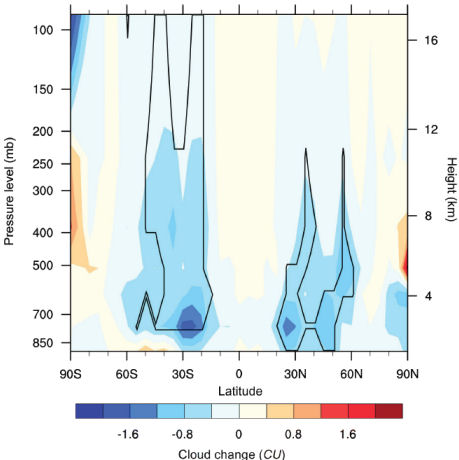 Pressure level (mb)
100
150
200
250
300
400
500
700
850
16
12
8
4
Height (km)
90S 60S 30S 0 30N 60N 90N
Latitude
-1.6 -0.8 0 0.8 1.6
Cloud change (CU)